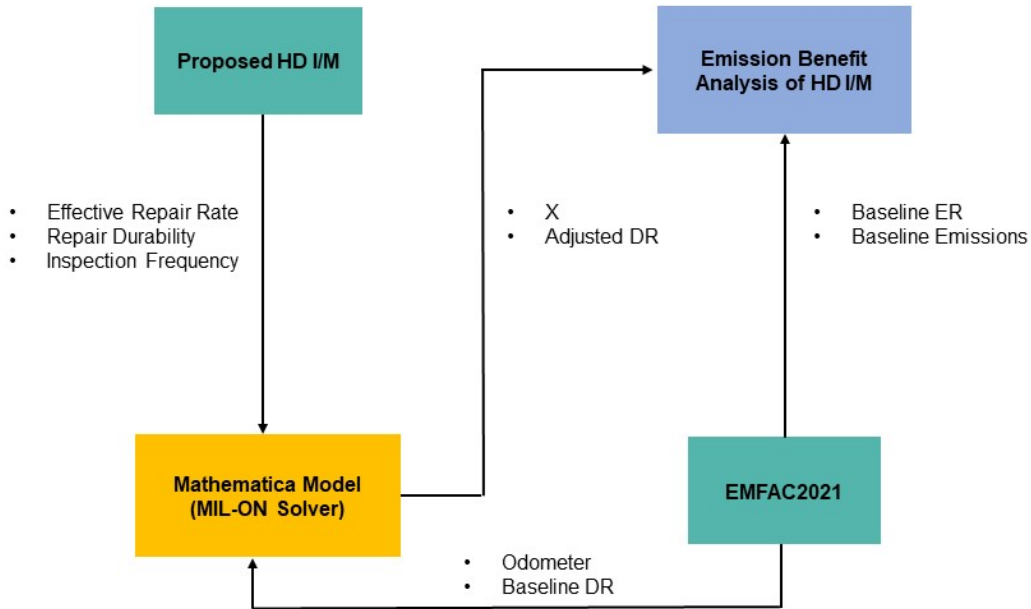 Proposed HD I/M
Emission Benefit
Analysis of HD I/M
• Effective Repair Rate
• Repair Durability
• Inspection Frequency
• X
• Adjusted DR
• Baseline ER
• Baseline Emissions
Mathematica Model
(MIL-ON Solver)
EMFAC2021
• Odometer
• Baseline DR